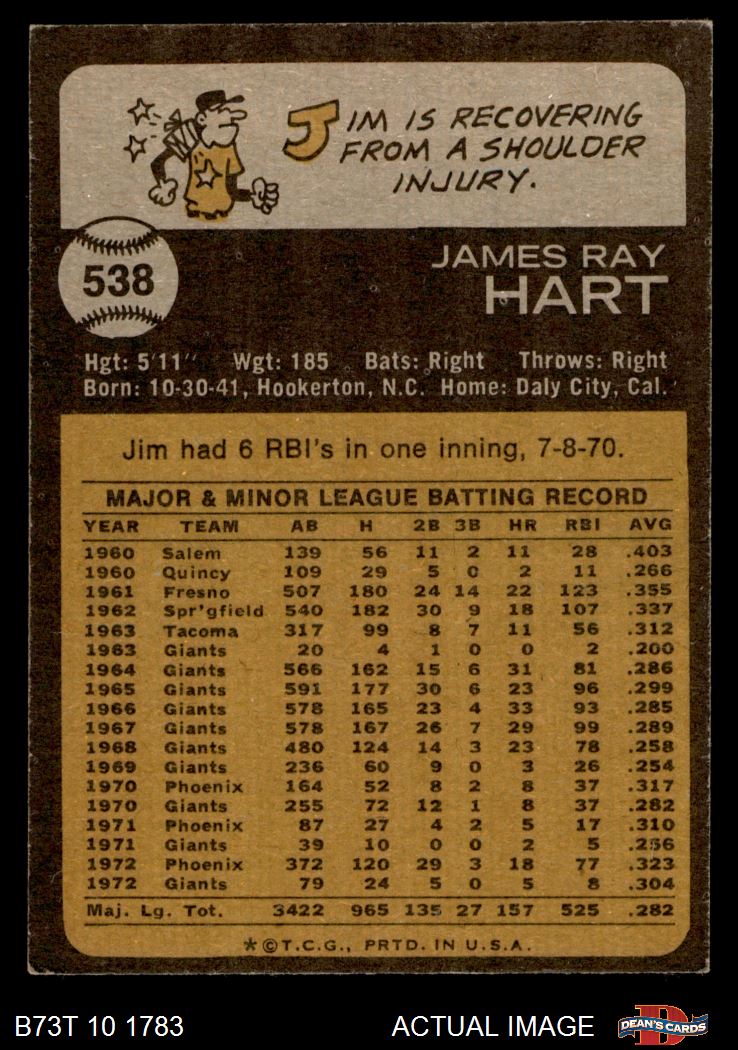 JIM IS RECOVERING
FROM A SHOULDER
INJURY.
538
JAMES RAY
HART
Hgt: 5'11" Wgt: 185 Bats: Right Throws: Right
Born: 10-30-41, Hookerton, N.C. Home: Daly City, Cal.
Jim had 6 RBI's in one inning, 7-8-70.
MAJOR & MINOR LEAGUE BATTING RECORD
YEAR TEAM AB H 2B 3B HR RBI AVG
1960 Salem 139 56 11 2 11 28 .403
1960 Quincy 109 29 5 0 2 11 .266
1961 Fresno 507 180 24 14 22 123 .355
1962 Spr'gfield 540 182 30 9 18 107 .337
1963 Tacoma 317 99 8 7 11 56 .312
1963 Giants 20 4 1 0 0 2 .200
1964 Giants 566 162 15 6 31 81 .286
1965 Giants 591 177 30 6 23 96 .299
1966 Giants 578 165 23 4 33 93 .285
1967 Giants 578 167 26 7 29 99 .289
1968 Giants 480 124 14 3 23 78 .258
1969 Giants 236 60 9 0 3 26 .254
1970 Phoenix 164 52 8 2 8 37 .317
1970 Giants 255 72 12 1 8 37 .282
1971 Phoenix 87 27 4 2 5 17 .310
1971 Giants 39 10 0 0 2 5 .256
1972 Phoenix 372 120 29 3 18 77 .323
1972 Giants 79 24 5 0 5 8 .304
Maj. Lg. Tot. 3422 965 135 27 157 525 .282
*©T.C.G., PRTD. IN U.S.A.
B73T 10 1783 ACTUAL IMAGE DEAN'S CARDS